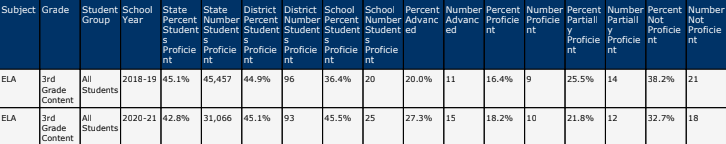 Subject Grade Student Group School Year State Percent Students Proficient State Number Students Proficient District Percent Students Proficient District Number Students Proficient School Percent Students Proficient School Number Students Proficient Percent Advanced Number Advanced Percent Proficient Number Proficient Percent Partially Proficient Number Partially Proficient Percent Not Proficient Number Not Proficient
ELA 3rd Grade Content All Students 2018-19 45.1% 45,457 44.9% 96 36.4% 20 20.0% 11 16.4% 9 25.5% 14 38.2% 21
ELA 3rd Grade Content All Students 2020-21 42.8% 31,066 45.1% 93 45.5% 25 27.3% 15 18.2% 10 21.8% 12 32.7% 18